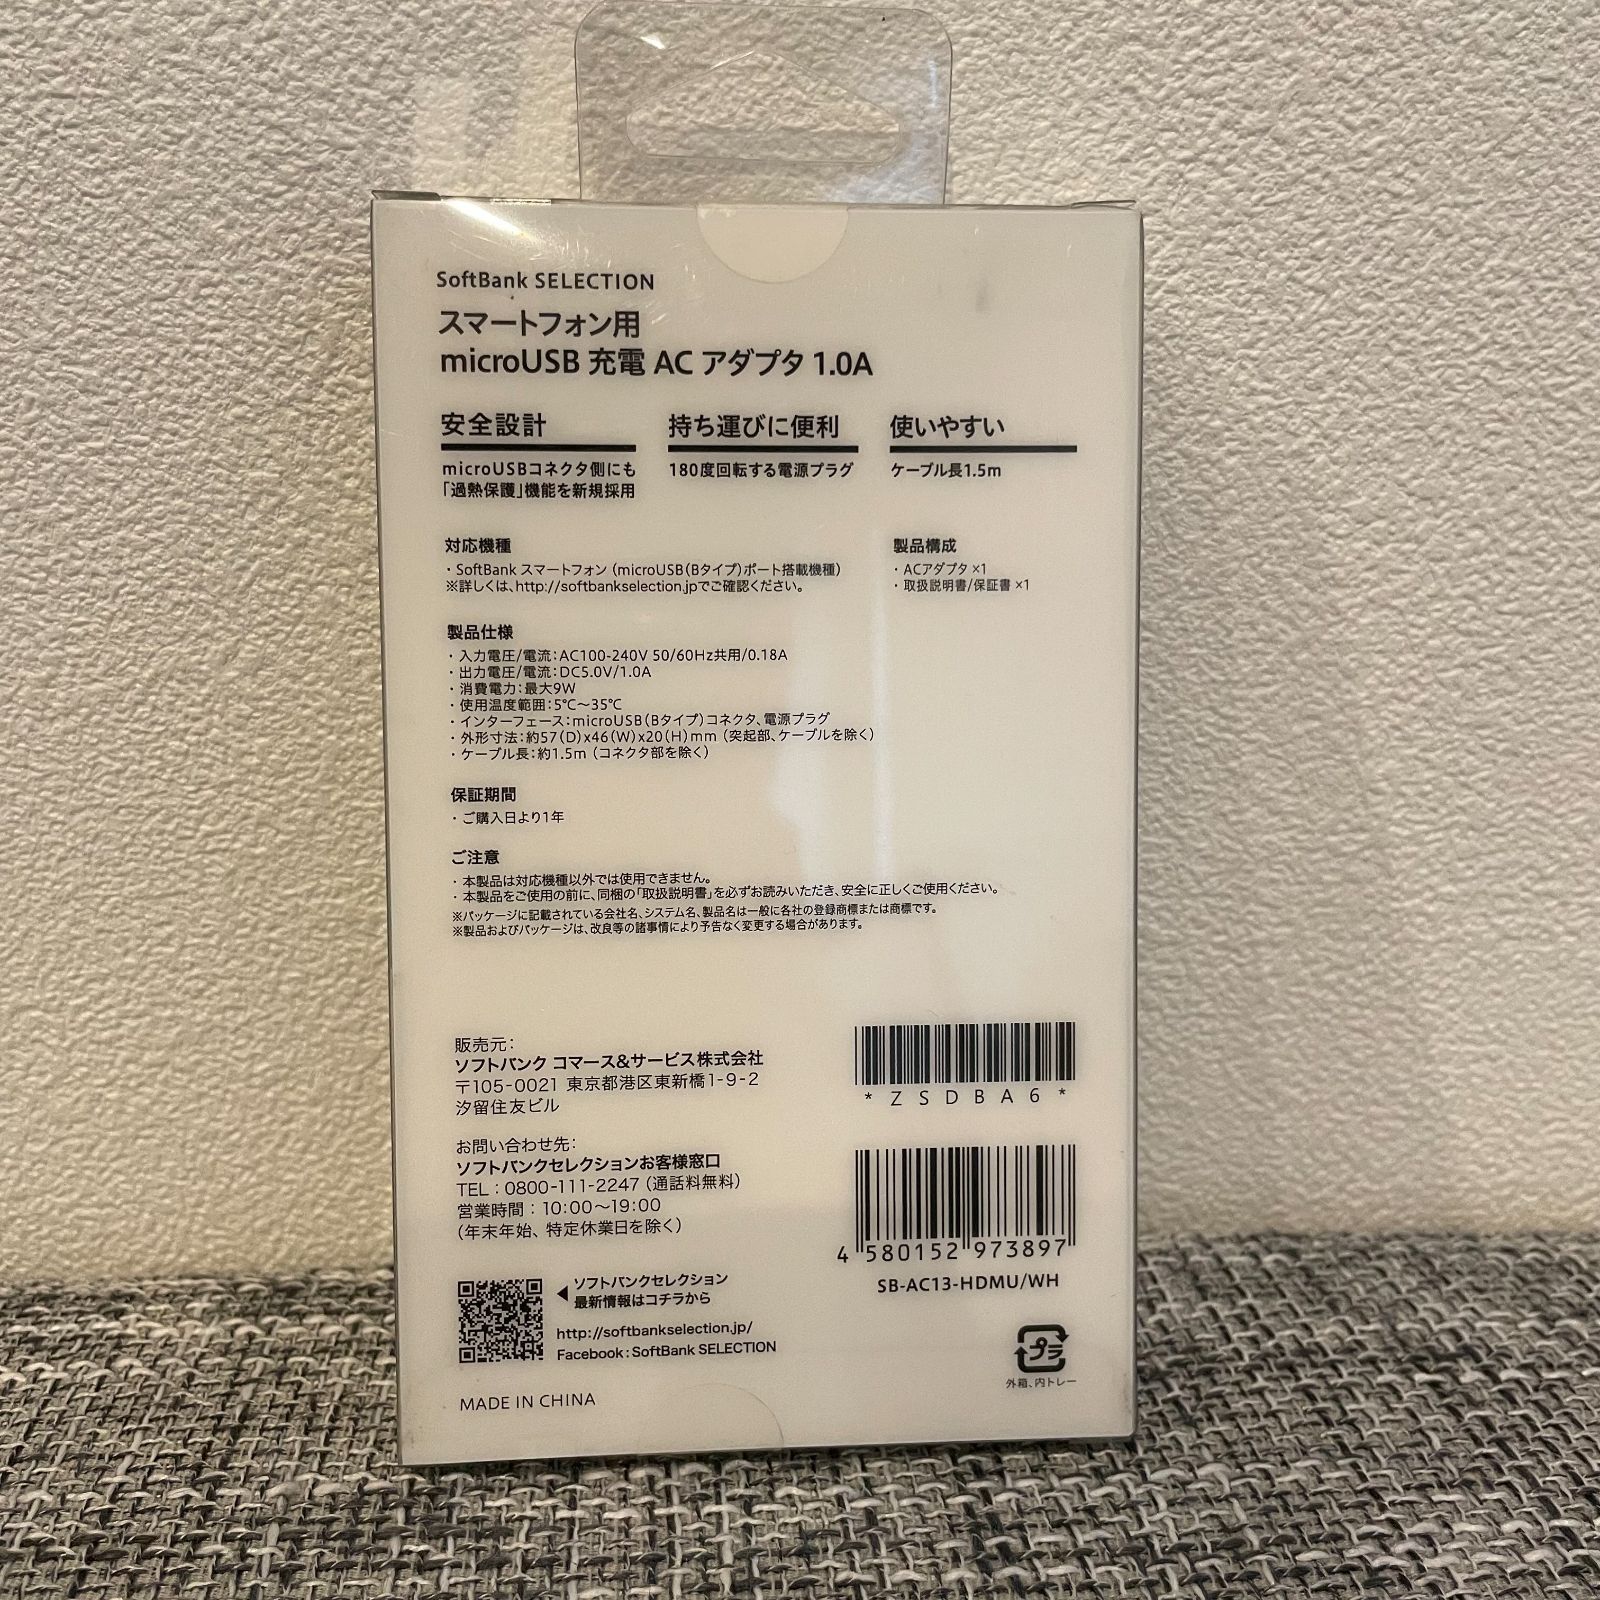 SoftBank SELECTION
スマートフォン用
microUSB 充電 AC アダプタ 1.0A
安全設計
microUSBコネクタ側にも
「過熱保護」機能を新規採用
持ち運びに便利
180度回転する電源プラグ
使いやすい
ケーブル長1.5m
対応機種
・SoftBank スマートフォン（microUSB(Bタイプ)ポート搭載機種）
※詳しくは、http://softbankselection.jpでご確認ください。
製品構成
・ACアダプタ ×1
・取扱説明書/保証書 ×1
製品仕様
・入力電圧/電流：AC100-240V 50/60Hz共用/0.18A
・出力電圧/電流：DC5.0V/1.0A
・消費電力：最大9W
・使用温度範囲：5℃～35℃
・インターフェース：microUSB(Bタイプ)コネクタ、電源プラグ
・外形寸法：約57(D)x46(W)x20(H)mm（突起部、ケーブルを除く）
・ケーブル長：約1.5m（コネクタ部を除く）
保証期間
・ご購入日より1年
ご注意
・本製品は対応機種以外では使用できません。
・本製品をご使用の前に、同梱の「取扱説明書」を必ずお読みいただき、安全に正しくご使用ください。
※パッケージに記載されている会社名、システム名、製品名は一般に各社の登録商標または商標です。
※製品およびパッケージは、改良等の諸事情により予告なく変更する場合があります。
販売元：
ソフトバンク コマース&サービス株式会社
〒105-0021 東京都港区東新橋1-9-2
汐留住友ビル
お問い合わせ先：
ソフトバンクセレクションお客様窓口
TEL：0800-111-2247（通話料無料）
営業時間：10:00～19:00
（年末年始、特定休業日を除く）
ソフトバンクセレクション
最新情報はコチラから
http://softbankselection.jp/
Facebook：SoftBank SELECTION
MADE IN CHINA
*ZSDBA6*
4 580152 973897
SB-AC13-HDMU/WH
プラ
外箱、内トレー